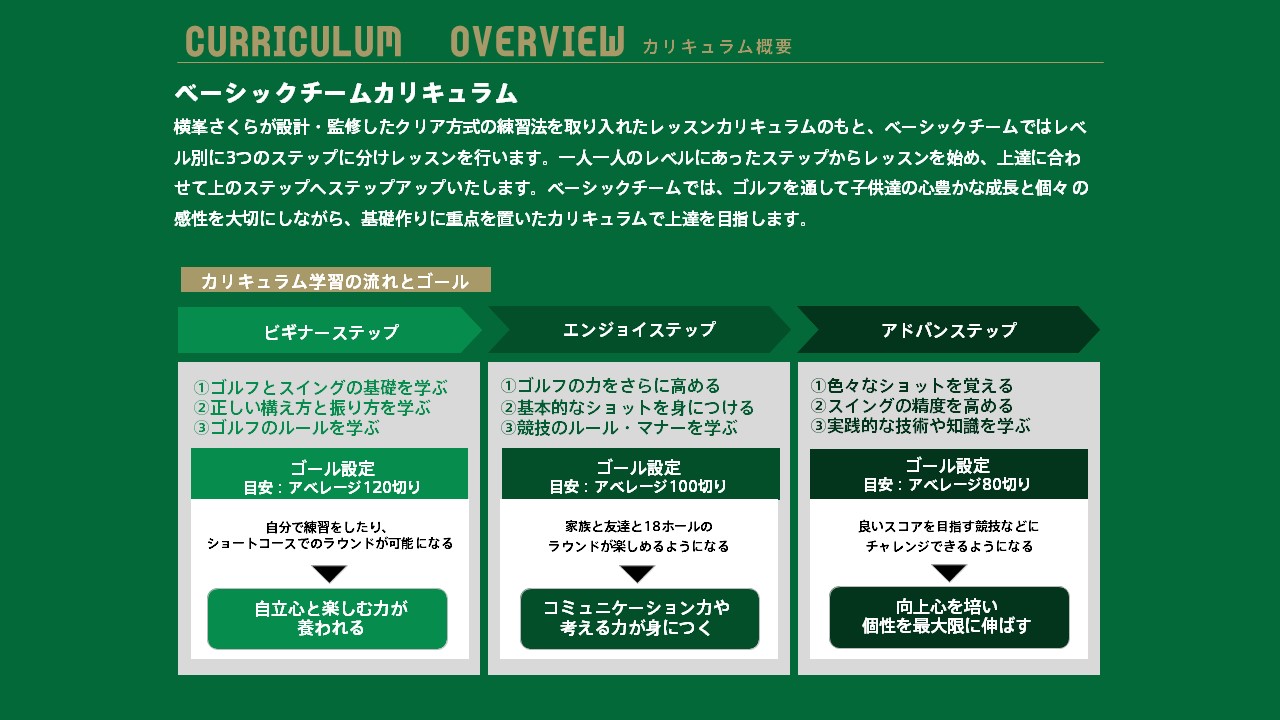 CURRICULUM OVERVIEW カリキュラム概要
ベーシックチームカリキュラム
横峯さくらが設計・監修したクリア方式の練習法を取り入れたレッスンカリキュラムのもと、ベーシックチームではレベ
ル別に3つのステップに分けレッスンを行います。一人一人のレベルにあったステップからレッスンを始め、上達に合わ
せて上のステップへステップアップいたします。ベーシックチームでは、ゴルフを通して子供達の心豊かな成長と個々の
感性を大切にしながら、基礎作りに重点を置いたカリキュラムで上達を目指します。
カリキュラム学習の流れとゴール
ビギナーステップ
①ゴルフとスイングの基礎を学ぶ
②正しい構え方と振り方を学ぶ
③ゴルフのルールを学ぶ
ゴール設定
目安：アベレージ120切り
自分で練習をしたり、
ショートコースでのラウンドが可能になる
自立心と楽しむ力が
養われる
エンジョイステップ
①ゴルフの力をさらに高める
②基本的なショットを身につける
③競技のルール・マナーを学ぶ
ゴール設定
目安：アベレージ100切り
家族と友達と18ホールの
ラウンドが楽しめるようになる
コミュニケーション力や
考える力が身につく
アドバンステップ
①色々なショットを覚える
②スイングの精度を高める
③実践的な技術や知識を学ぶ
ゴール設定
目安：アベレージ80切り
良いスコアを目指す競技などに
チャレンジできるようになる
向上心を培い
個性を最大限に伸ばす